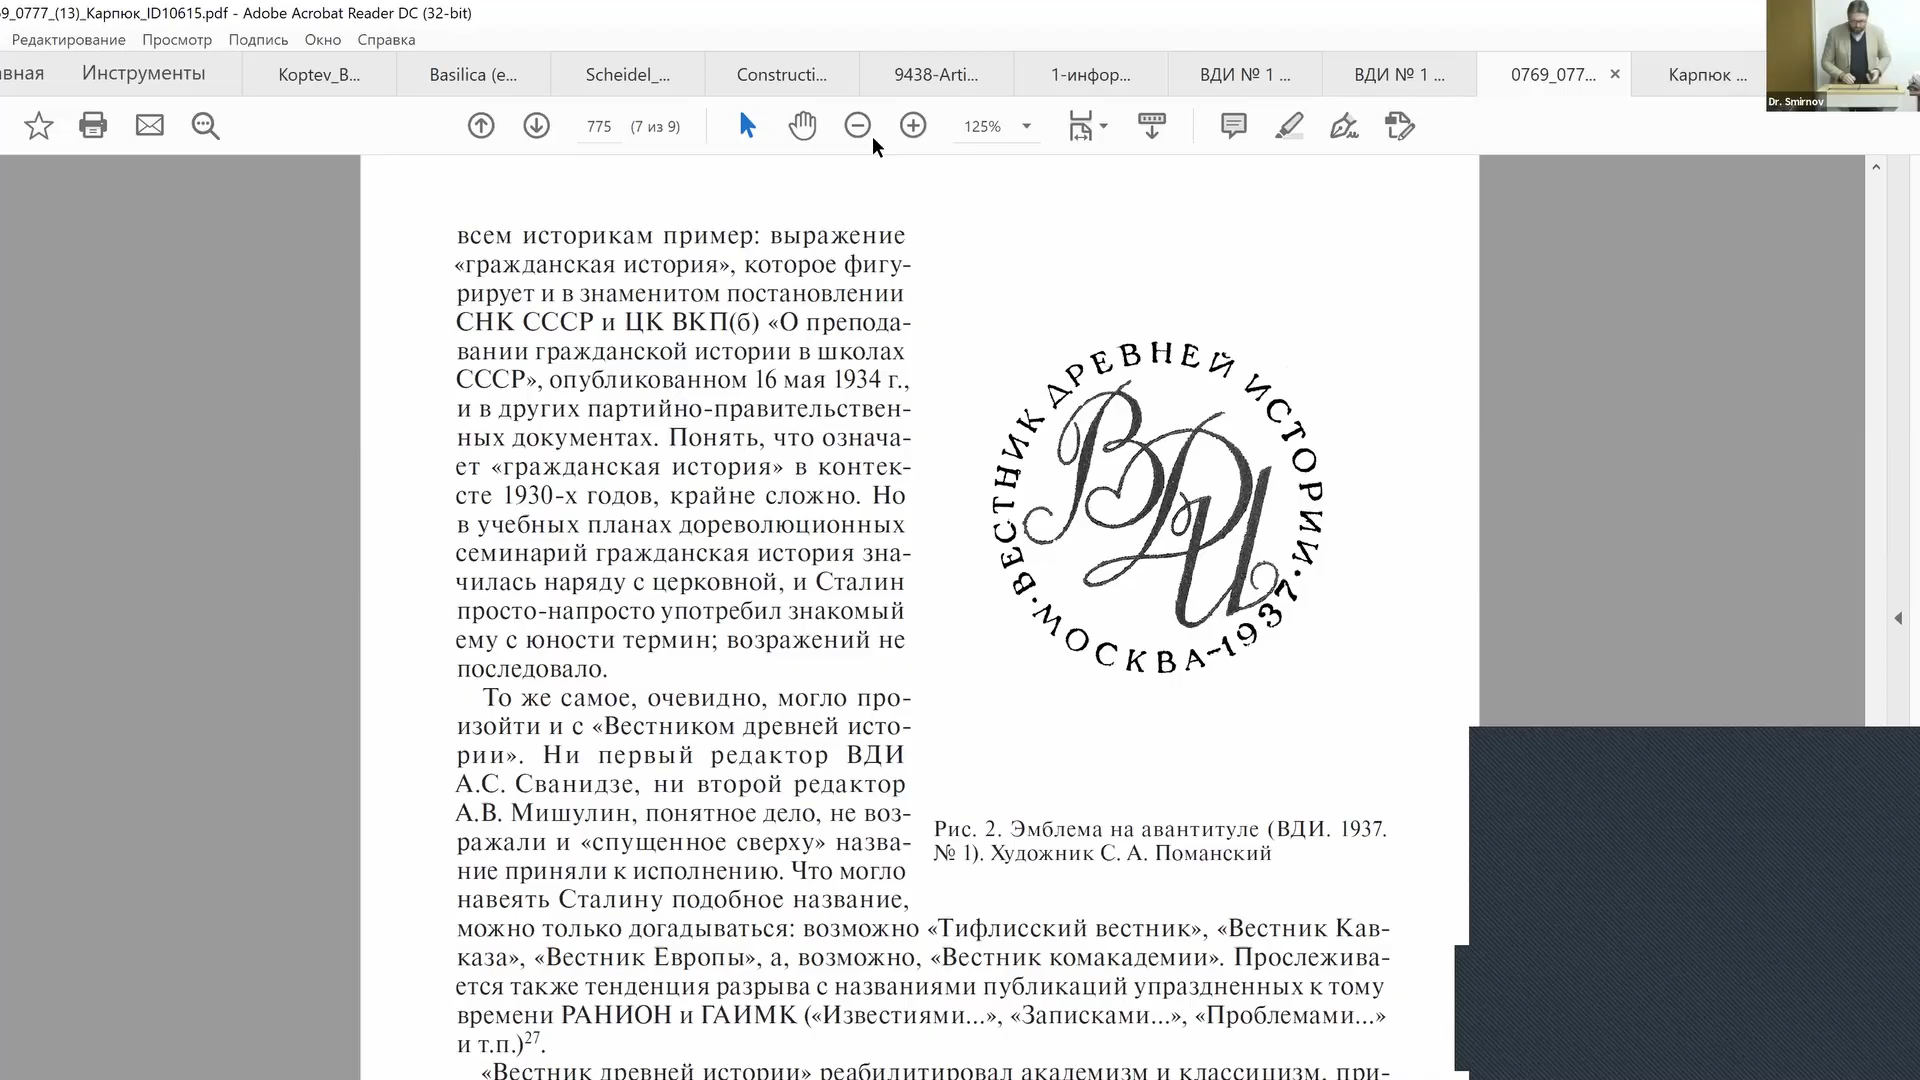 9_0777_(13)_Карпюк_ID10615.pdf - Adobe Acrobat Reader DC (32-bit)
Редактирование Просмотр Подпись Окно Справка
вная Инструменты Koptev_B... Basilica (e... Scheidel_... Constructi... 9438-Arti... 1-инфор... ВДИ № 1 ... ВДИ № 1 ... 0769_077... Карпюк ...
Dr. Smirnov
775 (7 из 9) 125%
всем историкам пример: выражение
«гражданская история», которое фигу-
рирует и в знаменитом постановлении
СНК СССР и ЦК ВКП(б) «О препода-
вании гражданской истории в школах
СССР», опубликованном 16 мая 1934 г.,
и в других партийно-правительствен-
ных документах. Понять, что означа-
ет «гражданская история» в контек-
сте 1930-х годов, крайне сложно. Но
в учебных планах дореволюционных
семинарий гражданская история зна-
чилась наряду с церковной, и Сталин
просто-напросто употребил знакомый
ему с юности термин; возражений не
последовало.
То же самое, очевидно, могло про-
изойти и с «Вестником древней исто-
рии». Ни первый редактор ВДИ
А.С. Сванидзе, ни второй редактор
А.В. Мишулин, понятное дело, не воз-
ражали и «спущенное сверху» назва-
ние приняли к исполнению. Что могло
навеять Сталину подобное название,
можно только догадываться: возможно «Тифлисский вестник», «Вестник Кав-
каза», «Вестник Европы», а, возможно, «Вестник комакадемии». Прослежива-
ется также тенденция разрыва с названиями публикаций упраздненных к тому
времени РАНИОН и ГАИМК («Известиями...», «Записками...», «Проблемами...»
и т.п.)27.
«Вестник древней истории» реабилитировал академизм и классицизм, при-
ВЕСТНИК ДРЕВНЕЙ ИСТОРИИ
ВДИ
МОСКВА-1937
Рис. 2. Эмблема на авантитуле (ВДИ. 1937.
№ 1). Художник С. А. Поманский